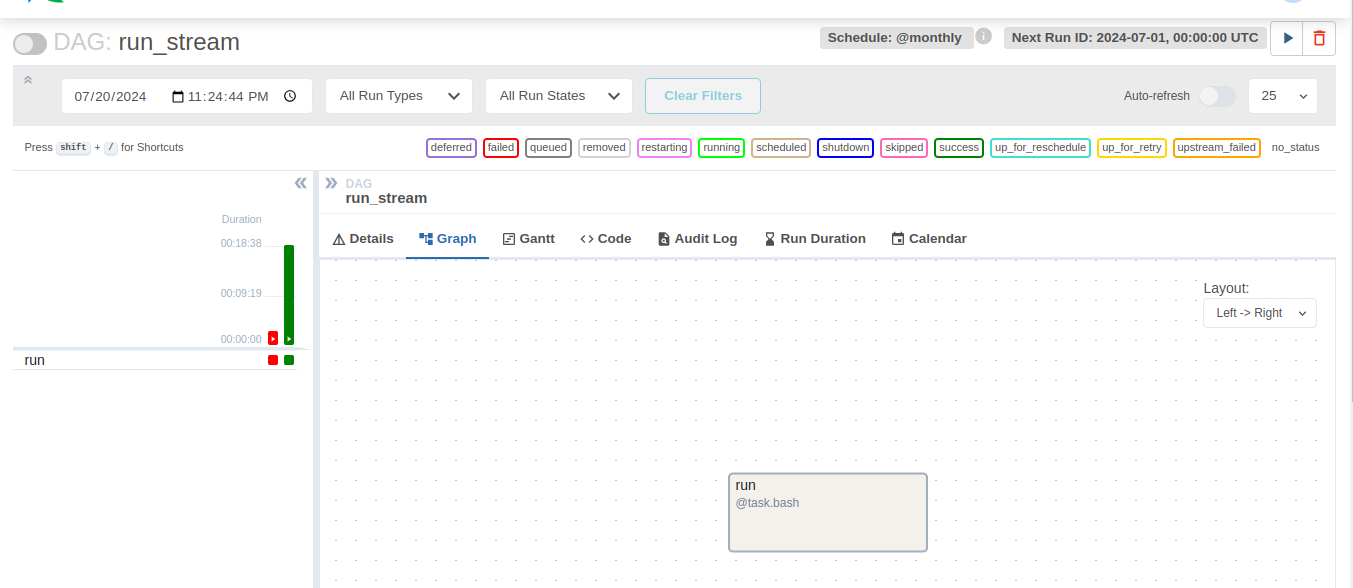 DAG: run_stream
Schedule: @monthly
Next Run ID: 2024-07-01, 00:00:00 UTC
07/20/2024 11:24:44 PM
All Run Types
All Run States
Clear Filters
Auto-refresh
25
Press shift + / for Shortcuts
deferred failed queued removed restarting running scheduled shutdown skipped success up_for_reschedule up_for_retry upstream_failed no_status
Duration
00:18:38
00:09:19
00:00:00
run
DAG
run_stream
Details Graph Gantt Code Audit Log Run Duration Calendar
Layout:
Left -> Right
run
@task.bash